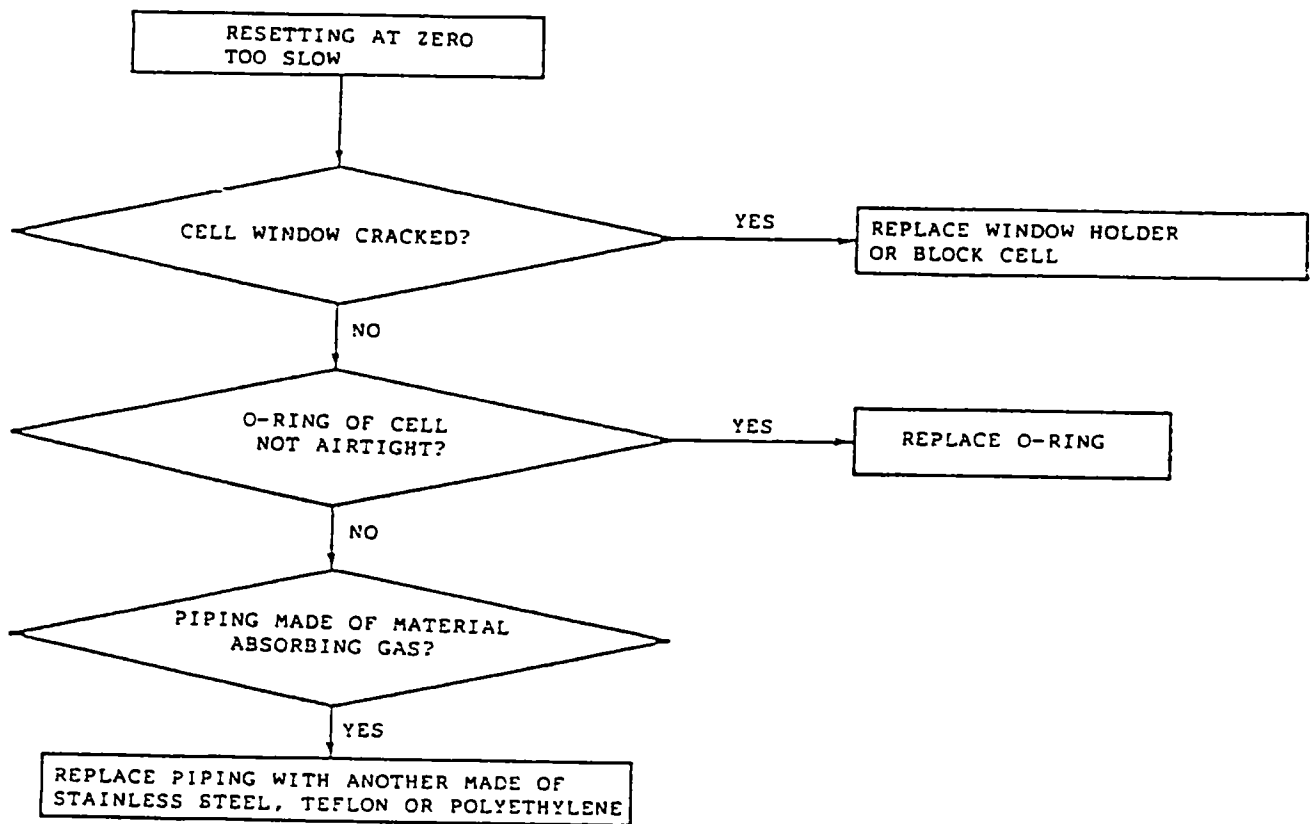 RESETTING AT ZERO
TOO SLOW
CELL WINDOW CRACKED?
YES
REPLACE WINDOW HOLDER
OR BLOCK CELL
NO
O-RING OF CELL
NOT AIRTIGHT?
YES
REPLACE O-RING
NO
PIPING MADE OF MATERIAL
ABSORBING GAS?
YES
REPLACE PIPING WITH ANOTHER MADE OF
STAINLESS STEEL, TEFLON OR POLYETHYLENE